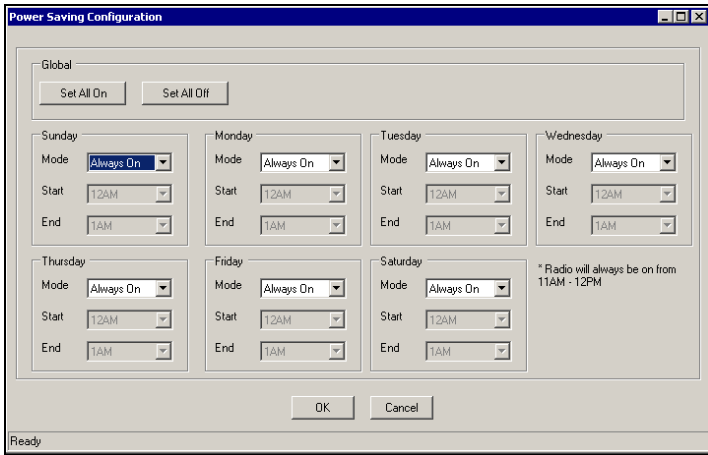 Power Saving Configuration
Global
Set All On Set All Off
Sunday Monday Tuesday Wednesday
Mode Always On Mode Always On Mode Always On Mode Always On
Start 12AM Start 12AM Start 12AM Start 12AM
End 1AM End 1AM End 1AM End 1AM
Thursday Friday Saturday
* Radio will always be on from
11AM - 12PM
Mode Always On Mode Always On Mode Always On
Start 12AM Start 12AM Start 12AM
End 1AM End 1AM End 1AM
OK Cancel
Ready